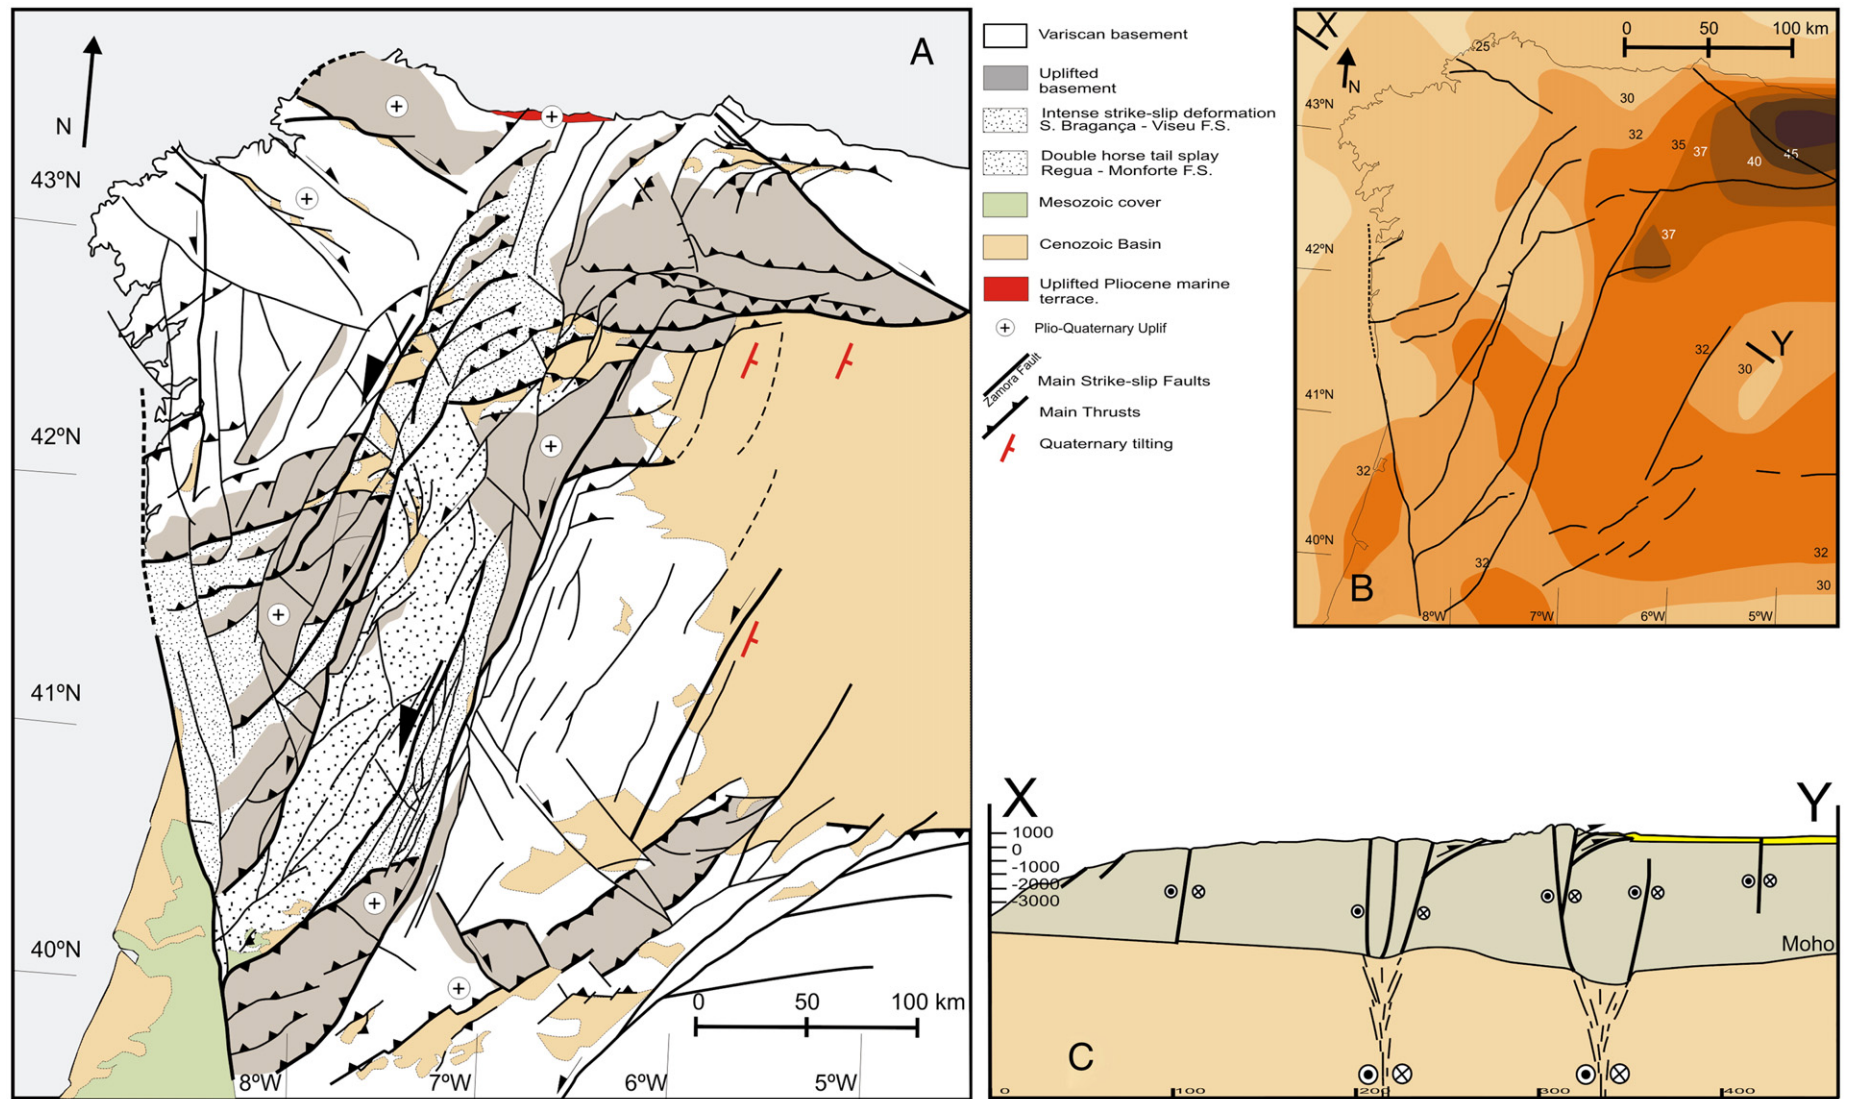 A
N
43ºN
42ºN
41ºN
40ºN
8ºW
7ºW
6ºW
5ºW
0 50 100 km
Variscan basement
Uplifted
basement
Intense strike-slip deformation
S. Bragança - Viseu F.S.
Double horse tail splay
Regua - Monforte F.S.
Mesozoic cover
Cenozoic Basin
Uplifted Pliocene marine
terrace.
Plio-Quaternary Uplif
Zamora Fault
Main Strike-slip Faults
Main Thrusts
Quaternary tilting
X
N
0 50 100 km
25
43ºN
30
32
35
37
40
45
42ºN
37
32
Y
30
41ºN
32
40ºN
32
32
30
B
8ºW
7ºW
6ºW
5ºW
X
Y
1000
0
-1000
-2000
-3000
Moho
C
0 100 200 300 400